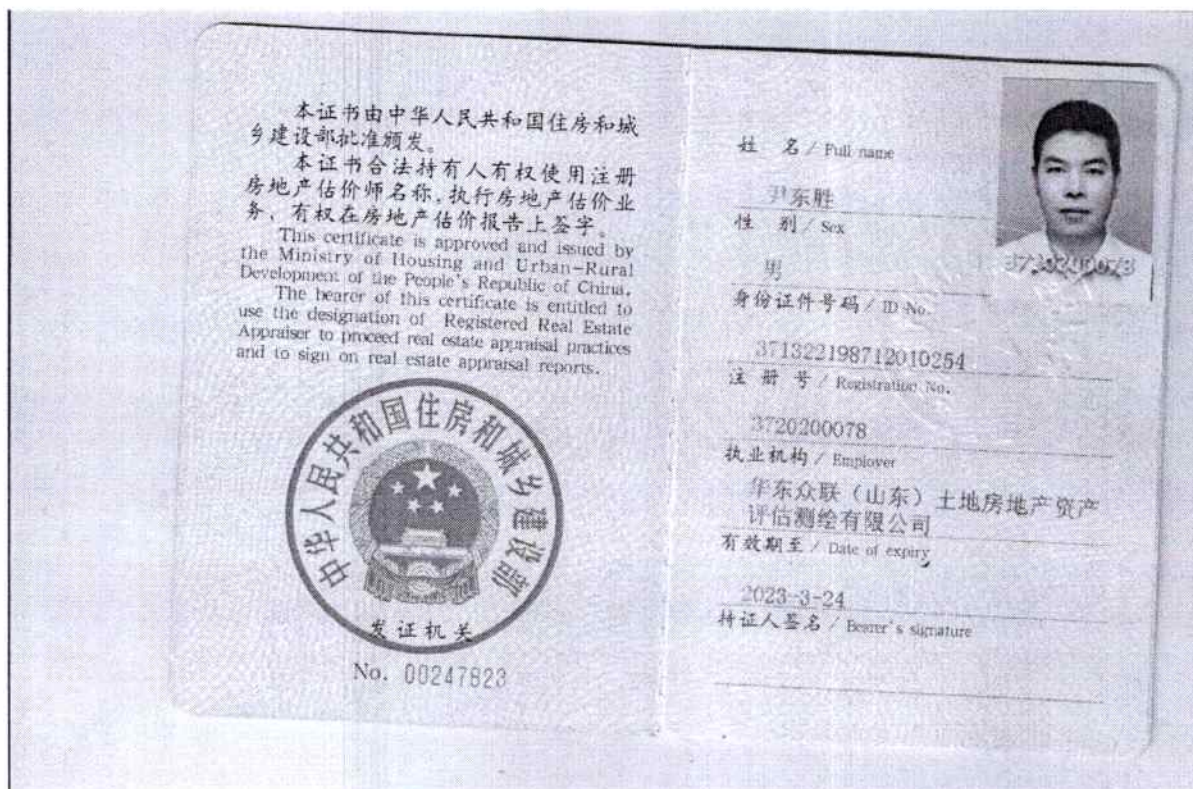 本证书由中华人民共和国住房和城
乡建设部批准颁发。
本证书合法持有人有权使用注册
房地产估价师名称,执行房地产估价业
务,有权在房地产估价报告上签字。
This certificate is approved and issued by
the Ministry of Housing and Urban-Rural
Development of the People's Republic of China.
The bearer of this certificate is entitled to
use the designation of Registered Real Estate
Appraiser to proceed real estate appraisal practices
and to sign on real estate appraisal reports.
中华人民共和国住房和城乡建设部
发证机关
No. 00247823
姓 名 / Full name
尹东胜
性 别 / Sex
男
身份证件号码 / ID No.
371322198712010254
注 册 号 / Registration No.
3720200078
执业机构 / Employer
华东众联(山东)土地房地产资产
评估测绘有限公司
有效期至 / Date of expiry
2023-3-24
持证人签名 / Bearer's signature